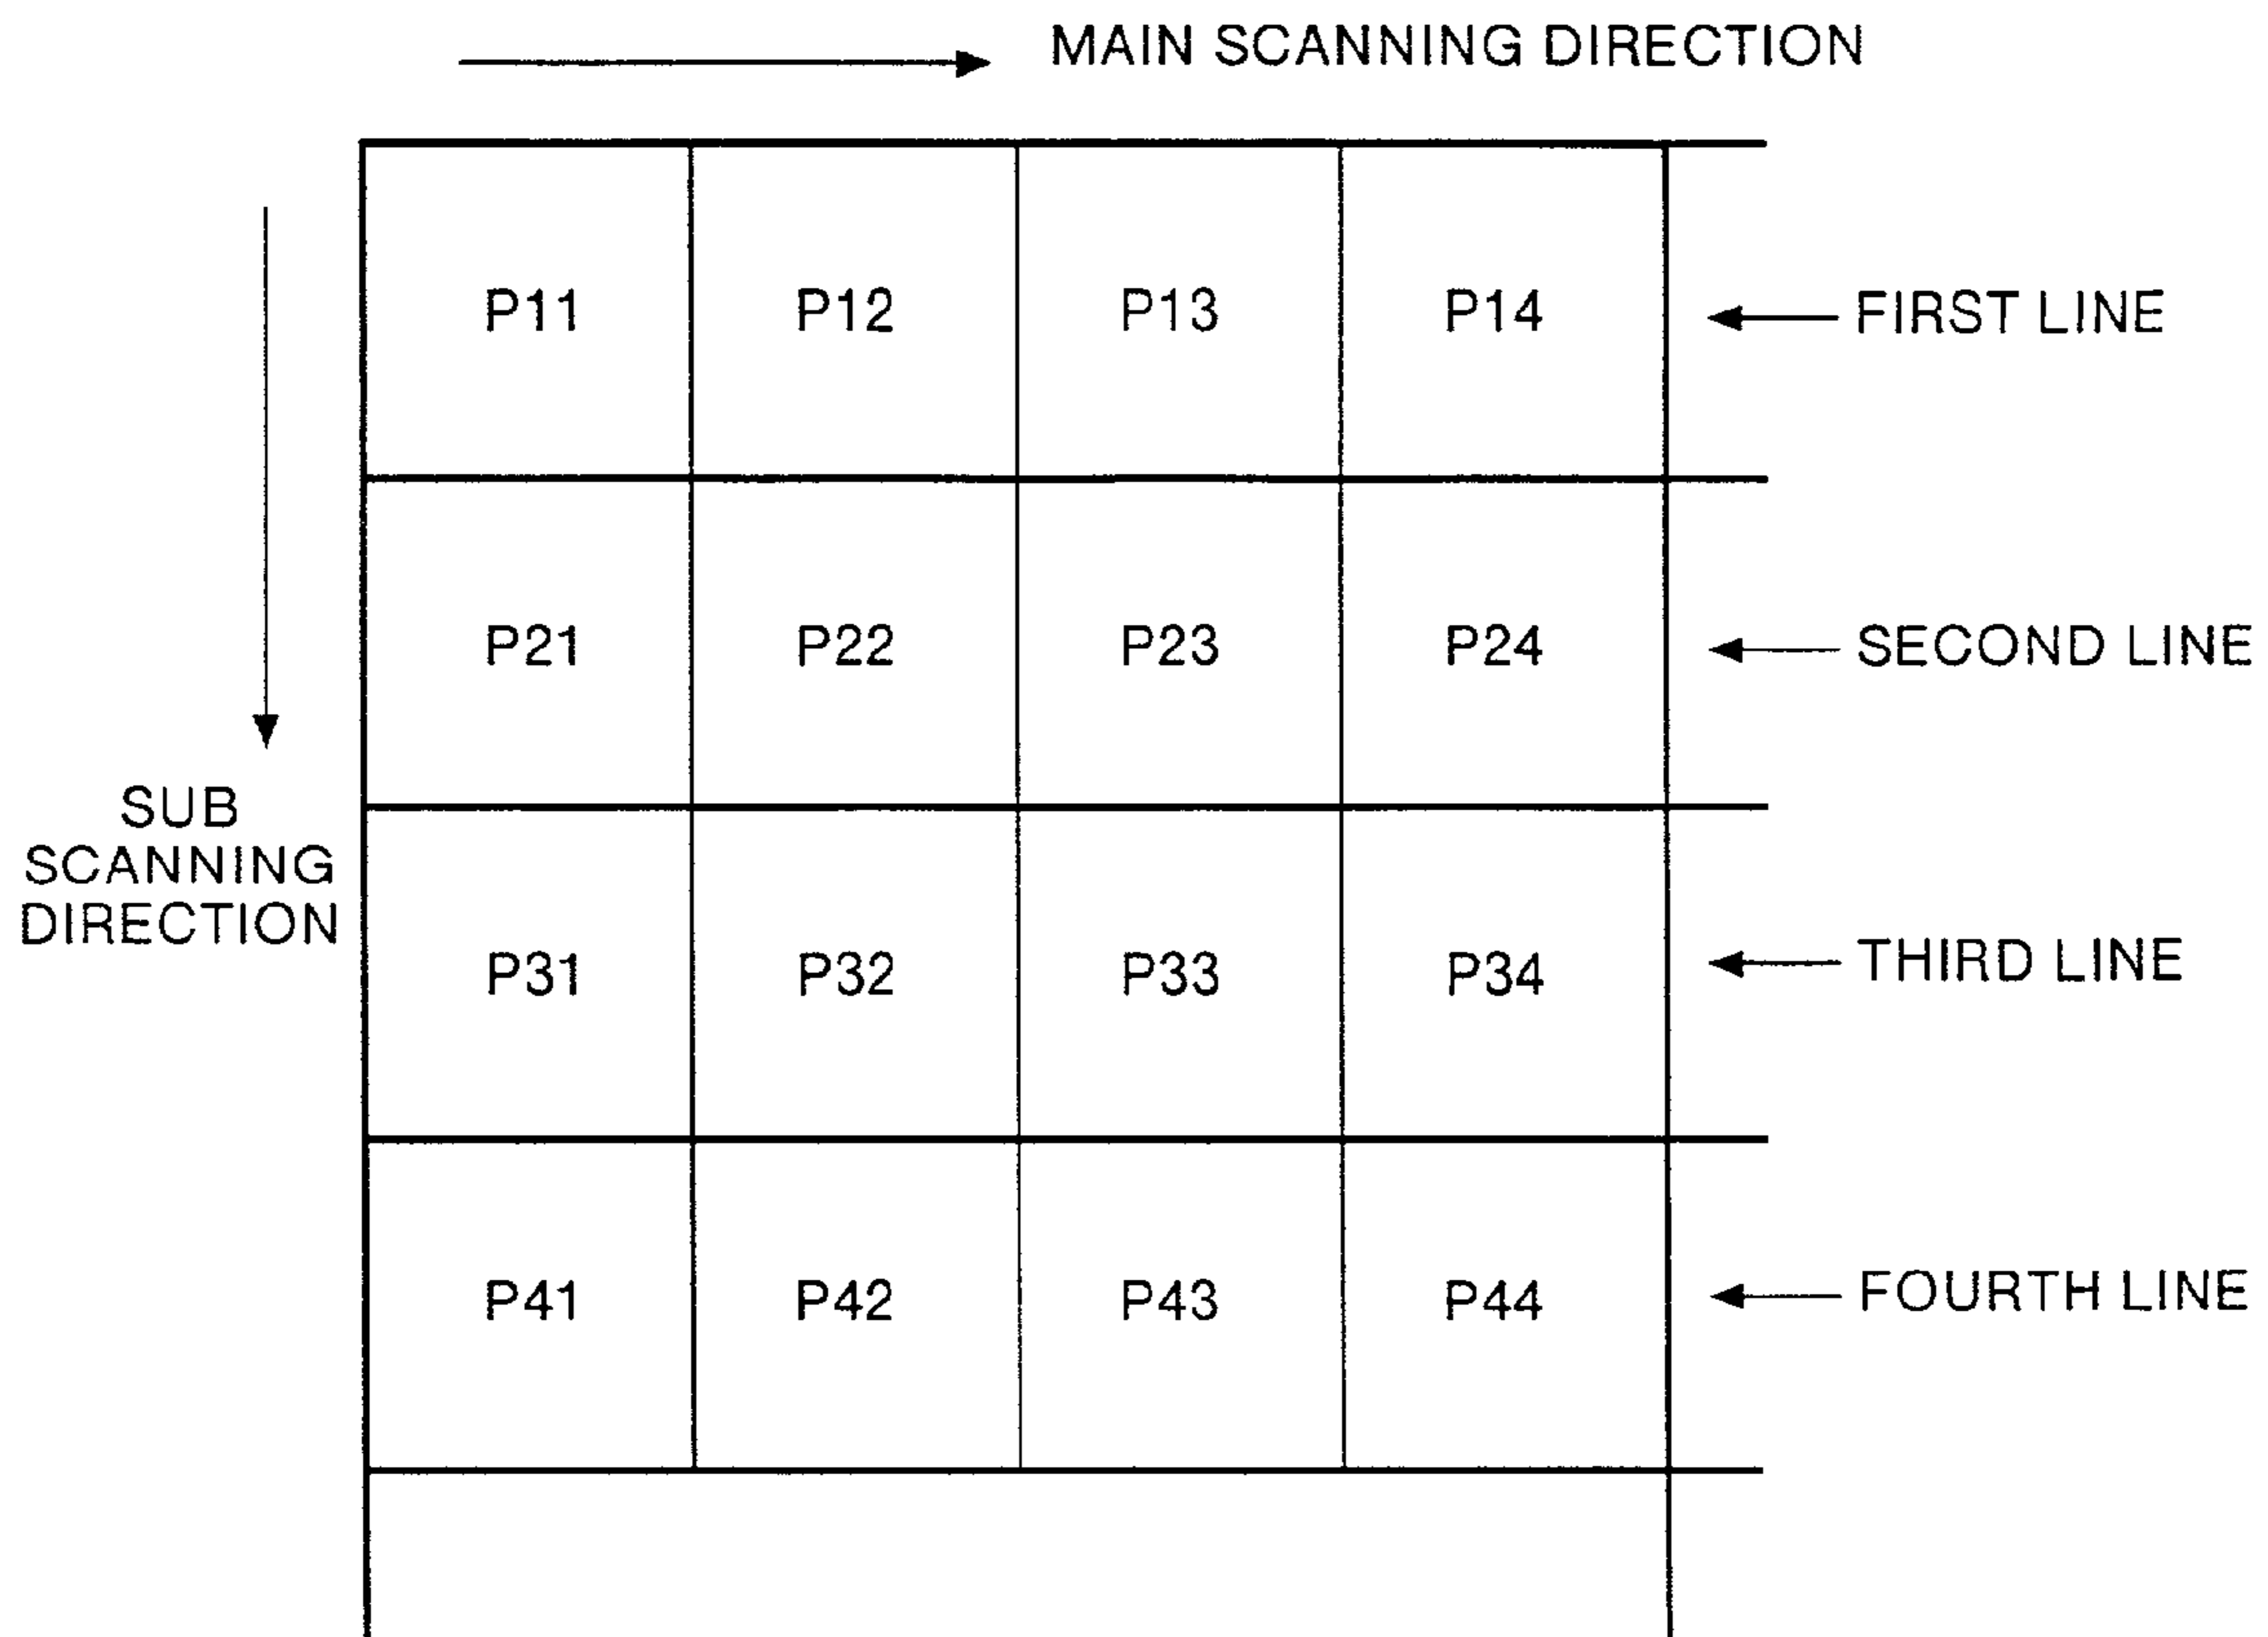 MAIN SCANNING DIRECTION
P11 P12 P13 P14 FIRST LINE
P21 P22 P23 P24 SECOND LINE
SUB
SCANNING
DIRECTION
P31 P32 P33 P34 THIRD LINE
P41 P42 P43 P44 FOURTH LINE